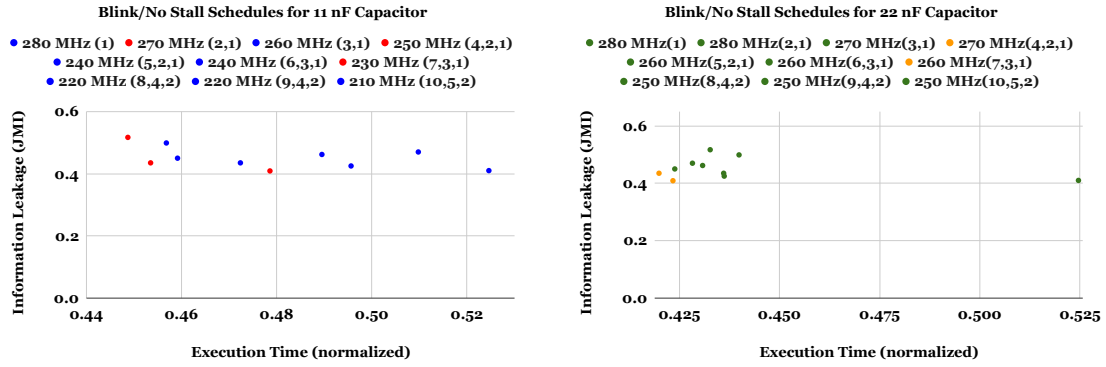 Blink/No Stall Schedules for 11 nF Capacitor
280 MHz (1) 270 MHz (2,1) 260 MHz (3,1) 250 MHz (4,2,1)
240 MHz (5,2,1) 240 MHz (6,3,1) 230 MHz (7,3,1)
220 MHz (8,4,2) 220 MHz (9,4,2) 210 MHz (10,5,2)
Information Leakage (JMI)
0.6
0.4
0.2
0.0
0.44 0.46 0.48 0.50 0.52
Execution Time (normalized)
Blink/No Stall Schedules for 22 nF Capacitor
280 MHz(1) 280 MHz(2,1) 270 MHz(3,1) 270 MHz(4,2,1)
260 MHz(5,2,1) 260 MHz(6,3,1) 260 MHz(7,3,1)
250 MHz(8,4,2) 250 MHz(9,4,2) 250 MHz(10,5,2)
Information Leakage (JMI)
0.6
0.4
0.2
0.0
0.425 0.450 0.475 0.500 0.525
Execution Time (normalized)